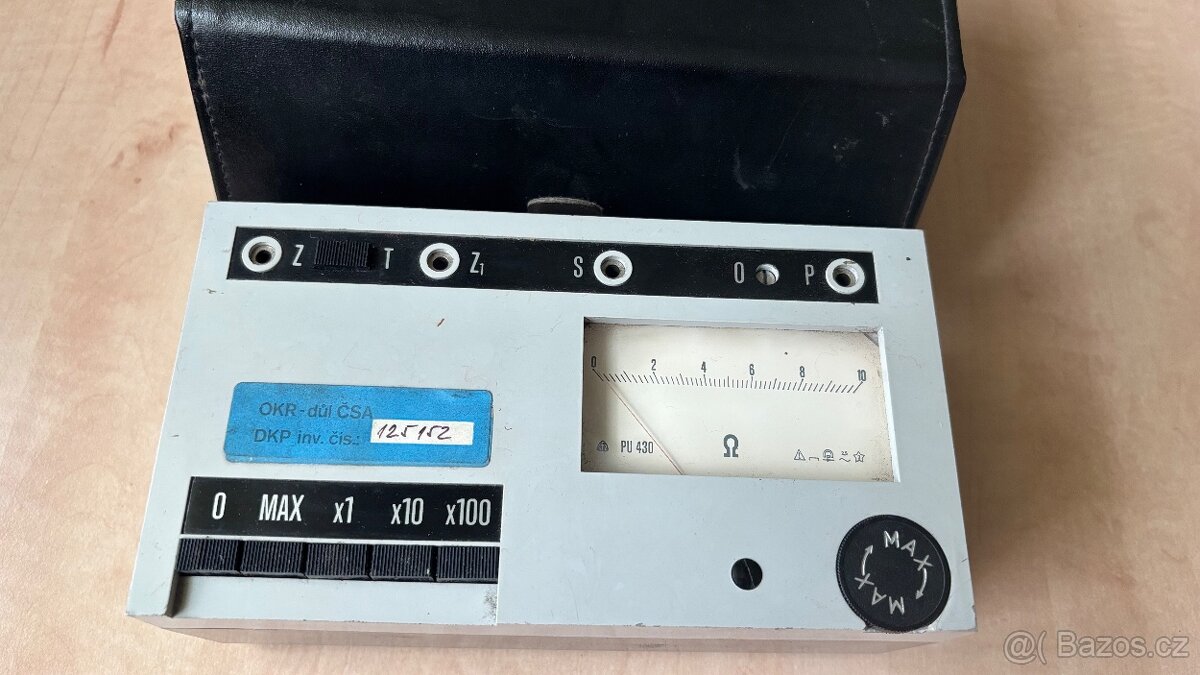 Z T Z1 S 0 P
0 2 4 6 8 10
PU 430 Ω
OKR-důl ČSA
DKP inv. čís.: 125152
0 MAX x1 x10 x100
MAX
MAX
@( Bazos.cz